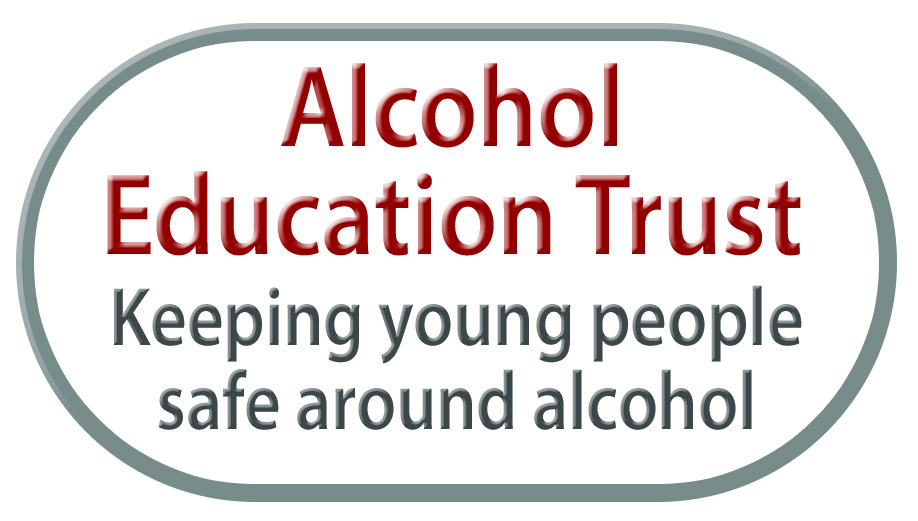 Alcohol
Education Trust
Keeping young people
safe around alcohol